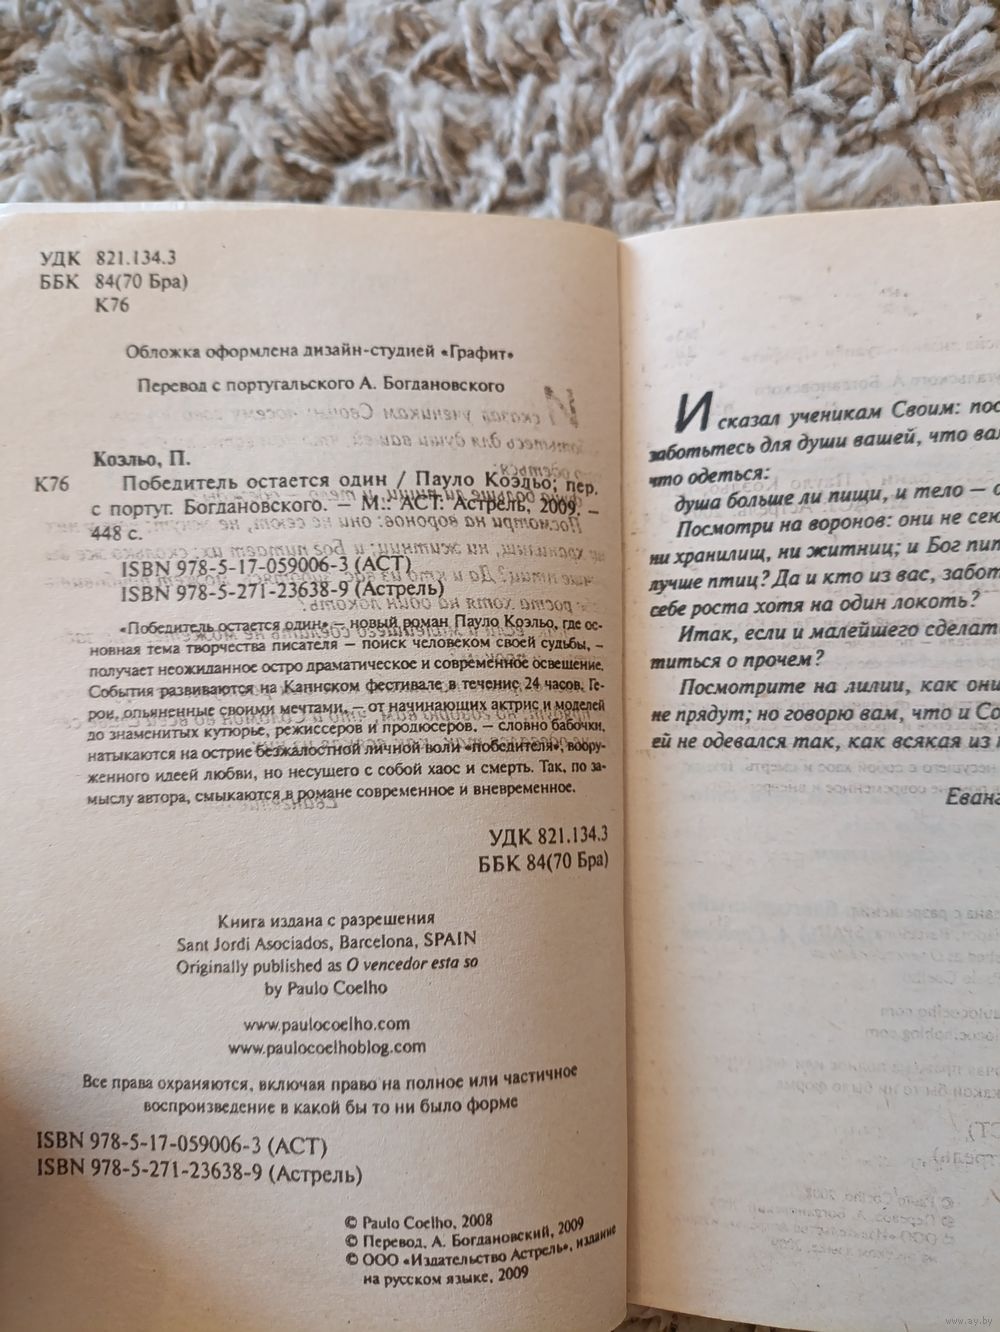 УДК 821.134.3
ББК 84(70 Бра)
К76
Обложка оформлена дизайн-студией «Графит»
Перевод с португальского А. Богдановского
Коэльо, П.
К76 Победитель остается один / Пауло Коэльо; пер.
с португ. Богдановского. – М.: АСТ: Астрель, 2009. –
448 с.
ISBN 978-5-17-059006-3 (АСТ)
ISBN 978-5-271-23638-9 (Астрель)
«Победитель остается один» — новый роман Пауло Коэльо, где ос-
новная тема творчества писателя — поиск человеком своей судьбы, —
получает неожиданное остро драматическое и современное освещение.
События развиваются на Каннском фестивале в течение 24 часов. Ге-
рои, опьяненные своими мечтами, — от начинающих актрис и моделей
до знаменитых кутюрье, режиссеров и продюсеров, — словно бабочки,
натыкаются на острие безжалостной личной воли «победителя», воору-
женного идеей любви, но несущего с собой хаос и смерть. Так, по за-
мыслу автора, смыкаются в романе современное и вневременное.
УДК 821.134.3
ББК 84(70 Бра)
Книга издана с разрешения
Sant Jordi Asociados, Barcelona, SPAIN
Originally published as O vencedor esta so
by Paulo Coelho
www.paulocoelho.com
www.paulocoelhoblog.com
Все права охраняются, включая право на полное или частичное
воспроизведение в какой бы то ни было форме
ISBN 978-5-17-059006-3 (АСТ)
ISBN 978-5-271-23638-9 (Астрель)
© Paulo Coelho, 2008
© Перевод, А. Богдановский, 2009
© ООО «Издательство Астрель», издание
на русском языке, 2009
И сказал ученикам Своим: пос
заботьтесь для души вашей, что ва
что одеться:
душа больше ли пищи, и тело — о
Посмотри на воронов: они не сею
ни хранилищ, ни житниц; и Бог пит
лучше птиц? Да и кто из вас, забот
себе роста хотя на один локоть?
Итак, если и малейшего сделат
титься о прочем?
Посмотрите на лилии, как они
не прядут; но говорю вам, что и Со
ей не одевался так, как всякая из
Еванг
www.ay.by